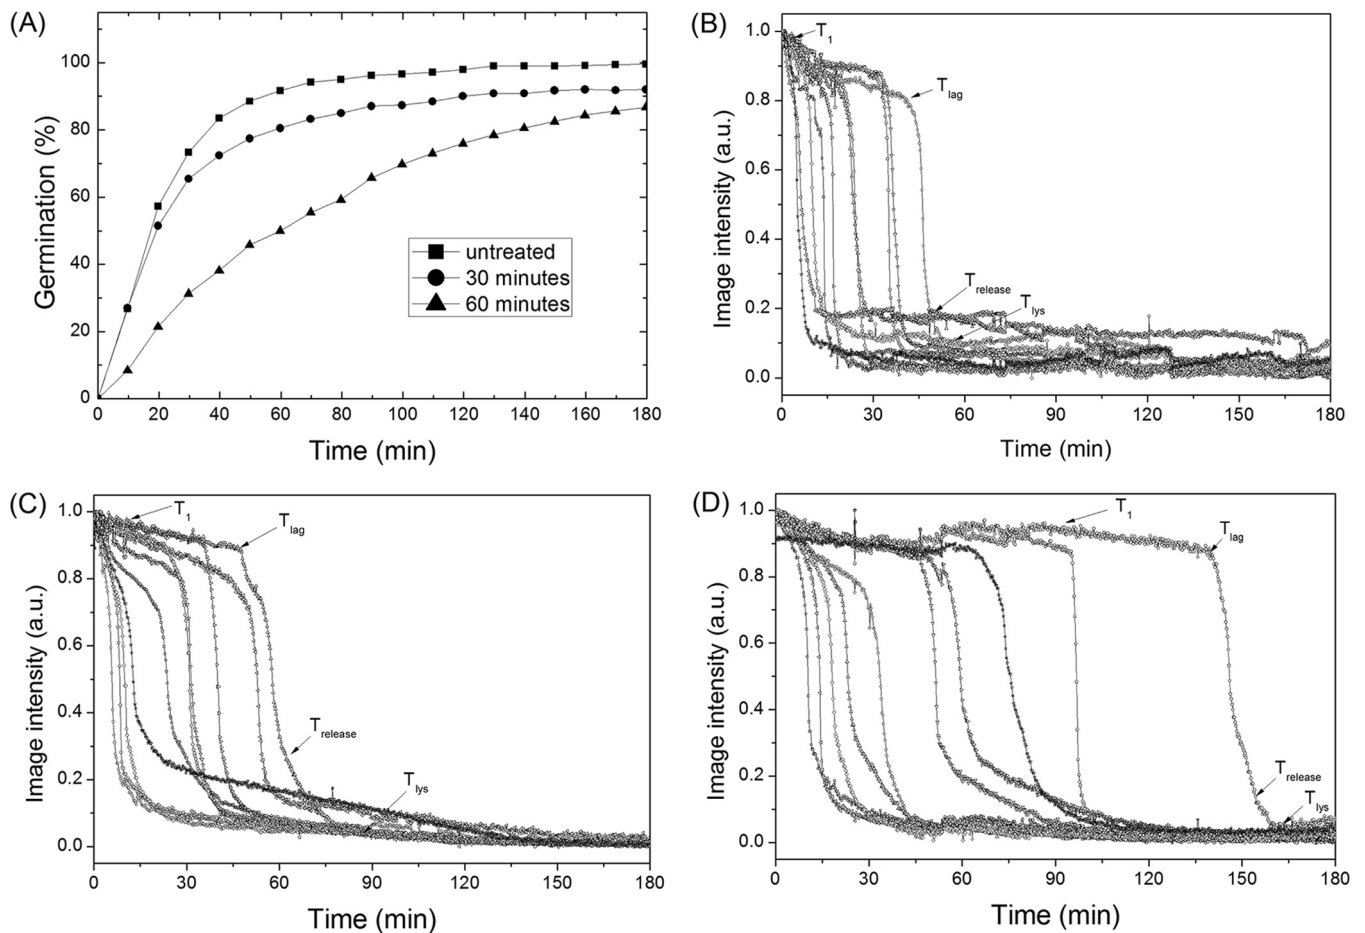 (A)
Germination (%)
100
80
60
40
20
0
untreated
30 minutes
60 minutes
0 20 40 60 80 100 120 140 160 180
Time (min)
(B)
Image intensity (a.u.)
1.0
0.8
0.6
0.4
0.2
0.0
T1
Tlag
Trelease
Tlys
0 30 60 90 120 150 180
Time (min)
(C)
Image intensity (a.u.)
1.0
0.8
0.6
0.4
0.2
0.0
T1
Tlag
Trelease
Tlys
0 30 60 90 120 150 180
Time (min)
(D)
Image intensity (a.u.)
1.0
0.8
0.6
0.4
0.2
0.0
T1
Tlag
Trelease
Tlys
0 30 60 90 120 150 180
Time (min)